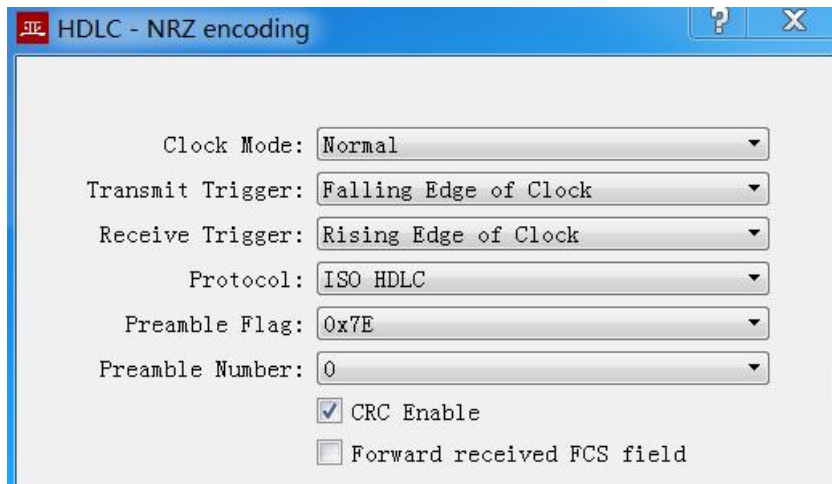 HDLC - NRZ encoding ? X
Clock Mode: Normal
Transmit Trigger: Falling Edge of Clock
Receive Trigger: Rising Edge of Clock
Protocol: ISO HDLC
Preamble Flag: 0x7E
Preamble Number: 0
CRC Enable
Forward received FCS field